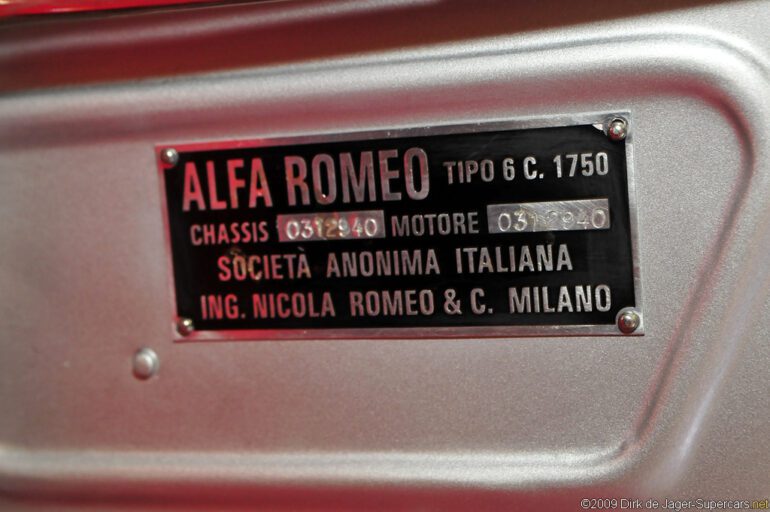 ALFA ROMEO TIPO 6 C. 1750
CHASSIS 0312940 MOTORE 0312940
SOCIETÀ ANONIMA ITALIANA
ING. NICOLA ROMEO & C. MILANO
©2009 Dirk de Jager-Supercars.net